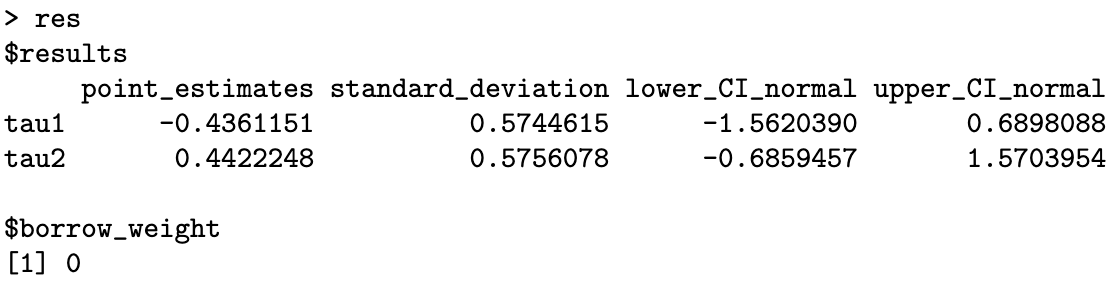 > res
$results
     point_estimates standard_deviation lower_CI_normal upper_CI_normal
tau1      -0.4361151          0.5744615      -1.5620390       0.6898088
tau2       0.4422248          0.5756078      -0.6859457       1.5703954

$borrow_weight
[1] 0